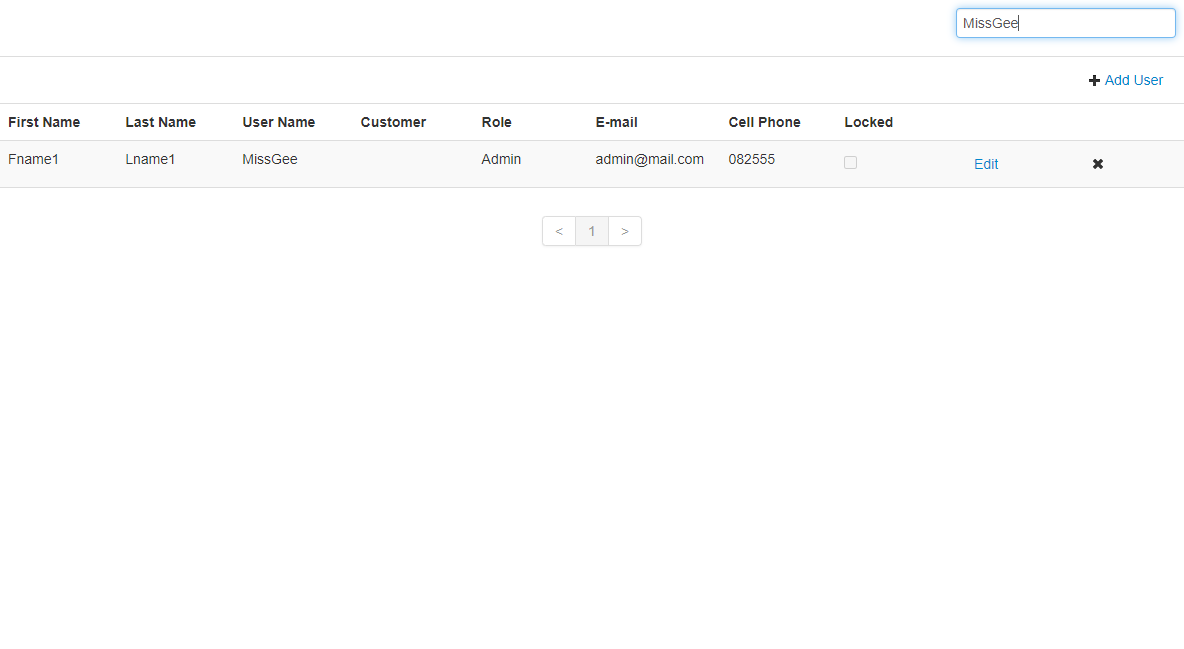 MissGee
Add User
First Name Last Name User Name Customer Role E-mail Cell Phone Locked
Fname1 Lname1 MissGee Admin admin@mail.com 082555 Edit
< 1 >